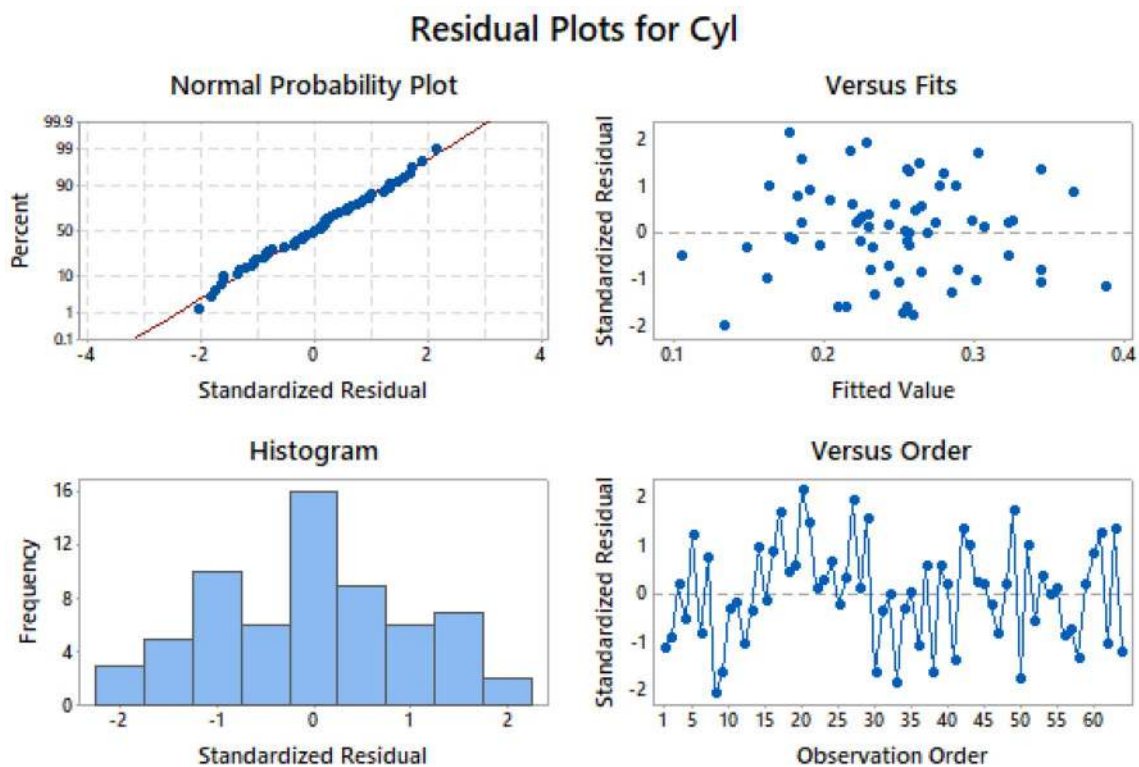 Residual Plots for Cyl
Normal Probability Plot
99.9
99
90
50
10
1
0.1
Percent
-4 -2 0 2 4
Standardized Residual
Versus Fits
2
1
0
-1
-2
Standardized Residual
0.1 0.2 0.3 0.4
Fitted Value
Histogram
16
12
8
4
0
Frequency
-2 -1 0 1 2
Standardized Residual
Versus Order
2
1
0
-1
-2
Standardized Residual
1 5 10 15 20 25 30 35 40 45 50 55 60
Observation Order